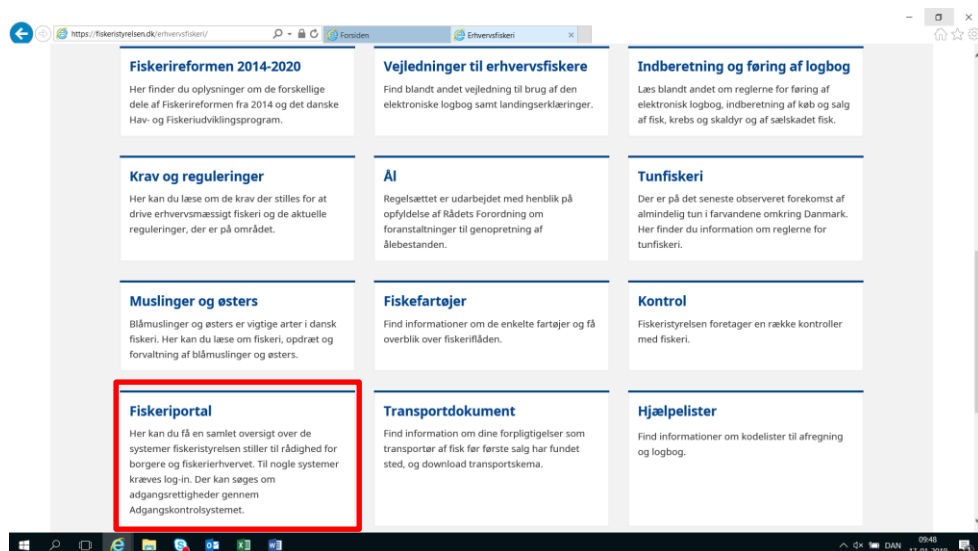 https://fiskeristyrelsen.dk/erhvervsfiskeri/
Forsiden
Erhvervsfiskeri
Fiskerireformen 2014-2020
Her finder du oplysninger om de forskellige
dele af Fiskerireformen fra 2014 og det danske
Hav- og Fiskeriudviklingsprogram.
Vejledninger til erhvervsfiskere
Find blandt andet vejledning til brug af den
elektroniske logbog samt landingserklæringer.
Indberetning og føring af logbog
Læs blandt andet om reglerne for føring af
elektronisk logbog, indberetning af køb og salg
af fisk, krebs og skaldyr og af sælskadet fisk.
Krav og reguleringer
Her kan du læse om de krav der stilles for at
drive erhvervsmæssigt fiskeri og de aktuelle
reguleringer, der er på området.
Ål
Regelsættet er udarbejdet med henblik på
opfyldelse af Rådets Forordning om
foranstaltninger til genopretning af
ålebestanden.
Tunfiskeri
Der er på det seneste observeret forekomst af
almindelig tun i farvandene omkring Danmark.
Her finder du information om reglerne for
tunfiskeri.
Muslinger og østers
Blåmuslinger og østers er vigtige arter i dansk
fiskeri. Her kan du læse om fiskeri, opdræt og
forvaltning af blåmuslinger og østers.
Fiskefartøjer
Find informationer om de enkelte fartøjer og få
overblik over fiskeriflåden.
Kontrol
Fiskeristyrelsen foretager en række kontroller
med fiskeri.
Fiskeriportal
Her kan du få en samlet oversigt over de
systemer fiskeristyrelsen stiller til rådighed for
borgere og fiskerierhvervet. Til nogle systemer
kræves log-in. Der kan søges om
adgangsrettigheder gennem
Adgangskontrolsystemet.
Transportdokument
Find information om dine forpligtigelser som
transportør af fisk før første salg har fundet
sted, og download transportskema.
Hjælpelister
Find informationer om kodelister til afregning
og logbog.
DAN
09:48
17-01-2019